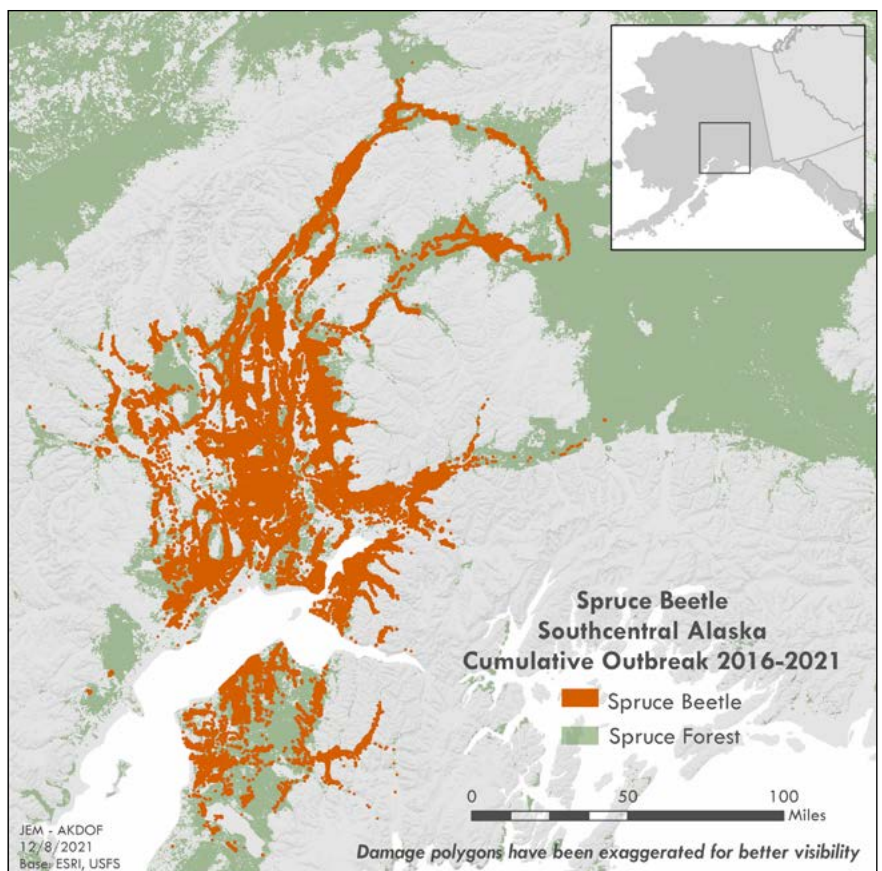 Spruce Beetle
Southcentral Alaska
Cumulative Outbreak 2016-2021
Spruce Beetle
Spruce Forest
0 50 100
Miles
JEM - AKDOF
12/8/2021
Base: ESRI, USFS
Damage polygons have been exaggerated for better visibility